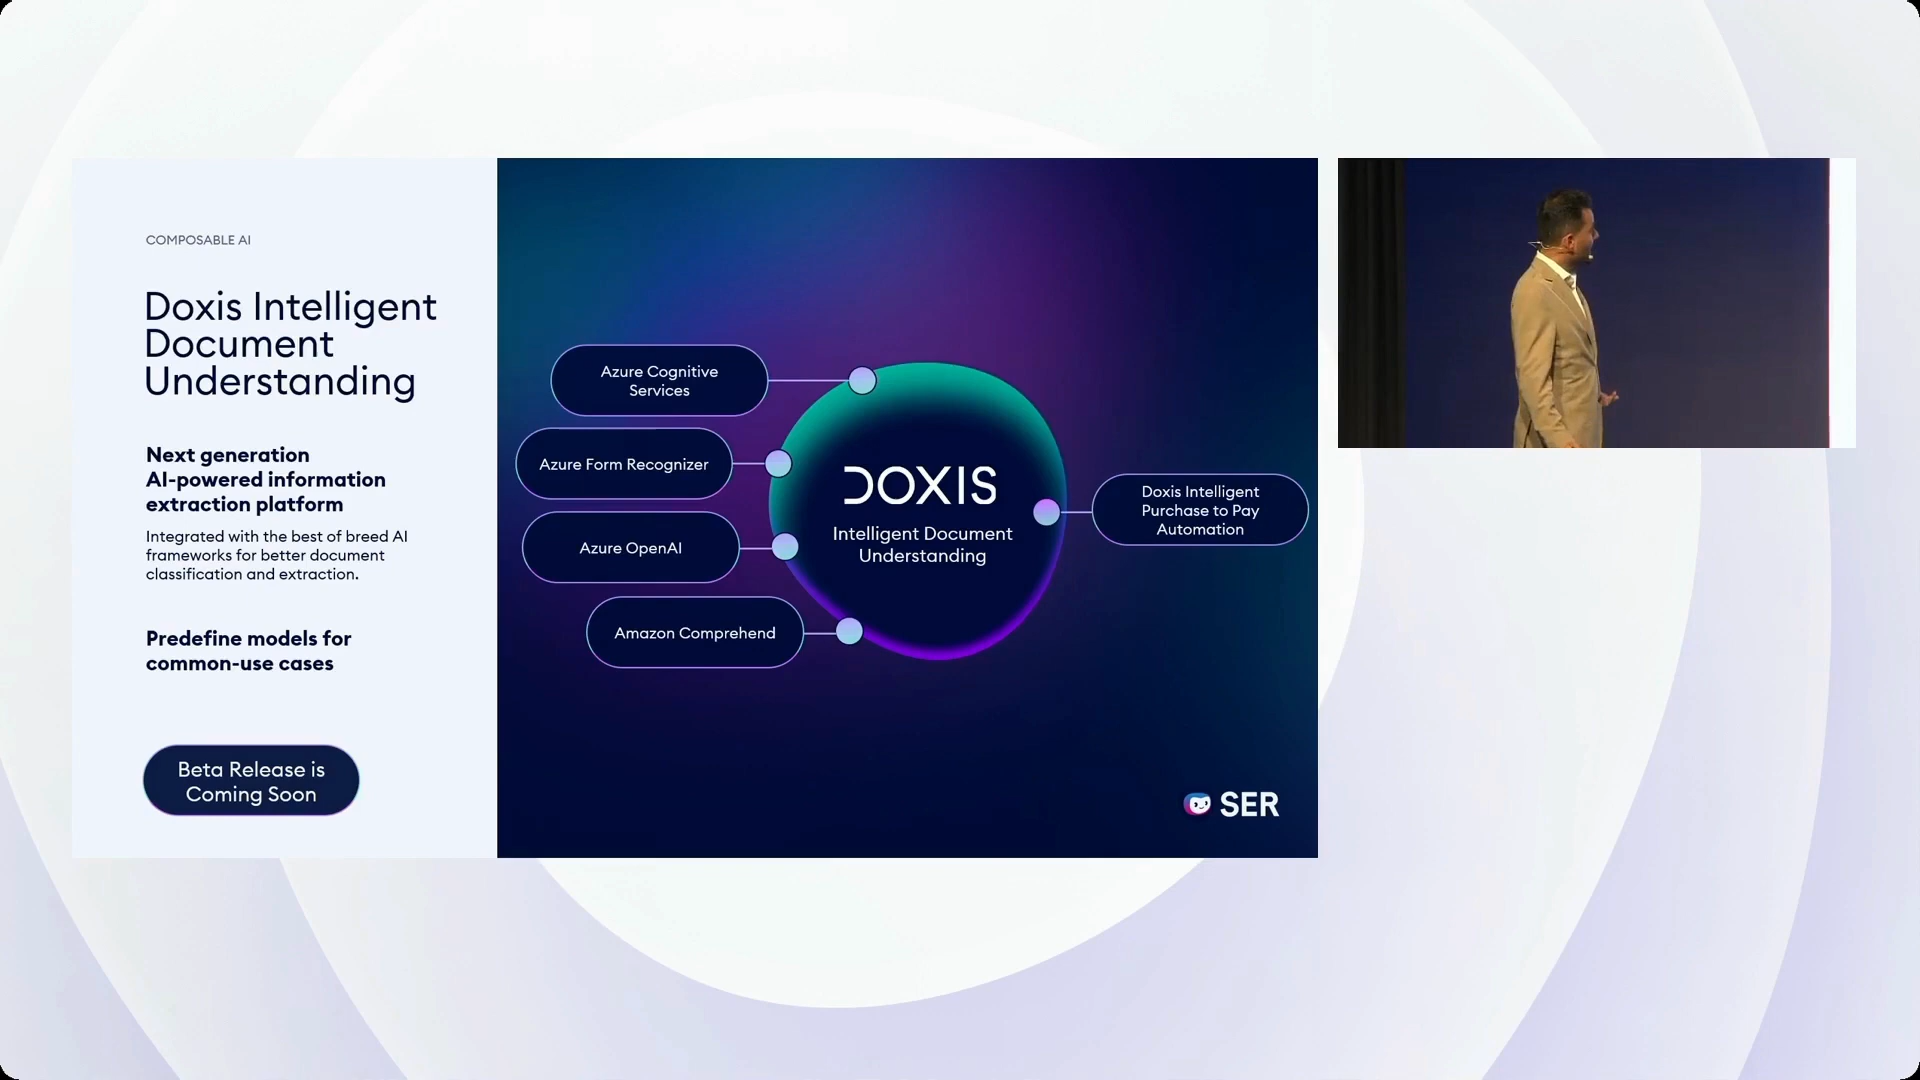 COMPOSABLE AI
Doxis Intelligent
Document
Understanding
Next generation
AI-powered information
extraction platform
Integrated with the best of breed AI
frameworks for better document
classification and extraction.
Predefine models for
common-use cases
Beta Release is
Coming Soon
Azure Cognitive
Services
Azure Form Recognizer
Azure OpenAI
Amazon Comprehend
DOXIS
Intelligent Document
Understanding
Doxis Intelligent
Purchase to Pay
Automation
SER